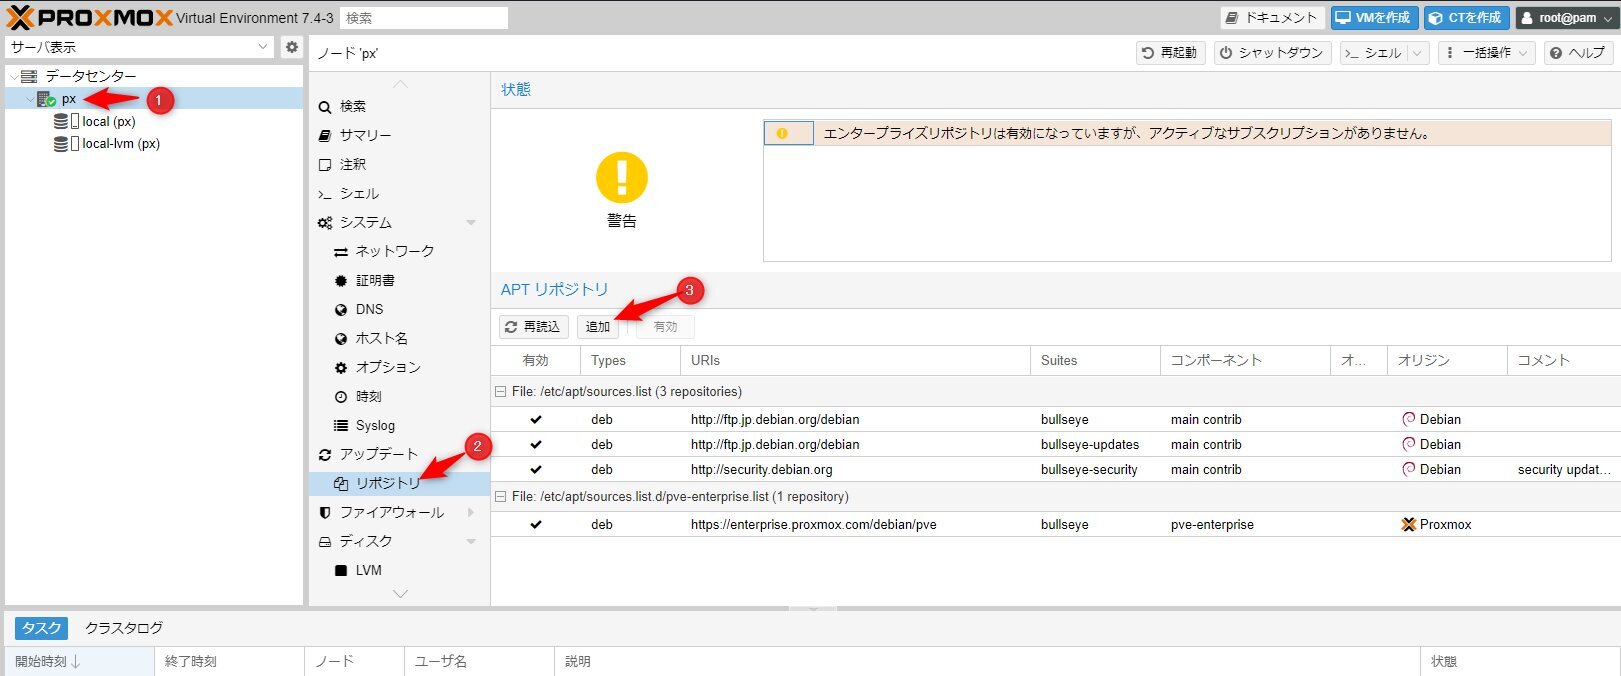 PROXMOX Virtual Environment 7.4-3 検索 ドキュメント VMを作成 CTを作成 root@pam
サーバ表示
データセンター
px 1
local (px)
local-lvm (px)
ノード 'px' 再起動 シャットダウン >_ シェル 一括操作 ヘルプ
検索
サマリー
注釈
>_ シェル
システム
ネットワーク
証明書
DNS
ホスト名
オプション
時刻
Syslog
アップデート
2
リポジトリ
ファイアウォール
ディスク
LVM
状態
警告
エンタープライズリポジトリは有効になっていますが、アクティブなサブスクリプションがありません。
APT リポジトリ 3
再読込 追加 有効
有効 Types URIs Suites コンポーネント オ... オリジン コメント
File: /etc/apt/sources.list (3 repositories)
deb http://ftp.jp.debian.org/debian bullseye main contrib Debian
deb http://ftp.jp.debian.org/debian bullseye-updates main contrib Debian
deb http://security.debian.org bullseye-security main contrib Debian security updat...
File: /etc/apt/sources.list.d/pve-enterprise.list (1 repository)
deb https://enterprise.proxmox.com/debian/pve bullseye pve-enterprise Proxmox
タスク クラスタログ
開始時刻↓ 終了時刻 ノード ユーザ名 説明 状態